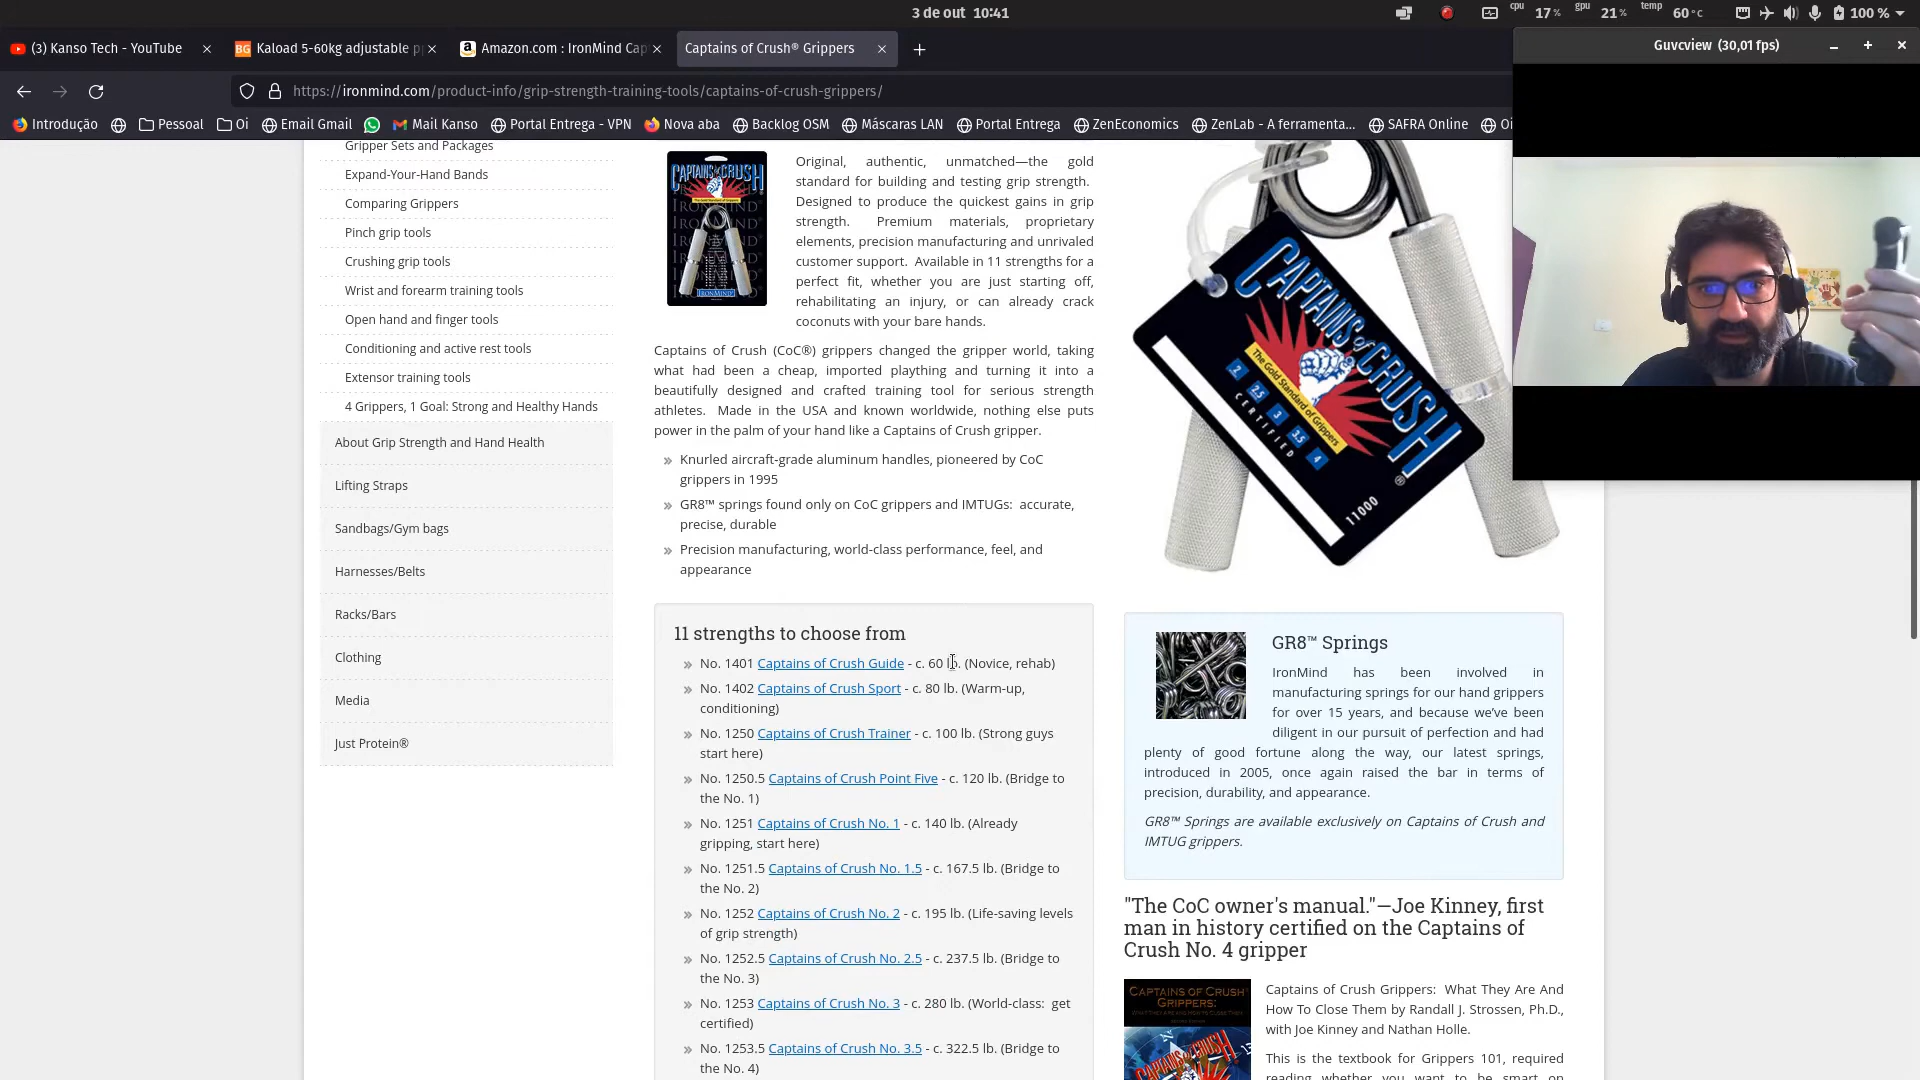 3 de out 10:41
cpu 17 % gpu 21 % temp 60 °C 100 %
(3) Kanso Tech - YouTube
Kaload 5-60kg adjustable p
Amazon.com : IronMind Cap
Captains of Crush® Grippers
Guvcview (30,01 fps)
https://ironmind.com/product-info/grip-strength-training-tools/captains-of-crush-grippers/
Introdução
Pessoal
Oi
Email Gmail
Mail Kanso
Portal Entrega - VPN
Nova aba
Backlog OSM
Máscaras LAN
Portal Entrega
ZenEconomics
ZenLab - A ferramenta...
SAFRA Online
Gripper Sets and Packages
Expand-Your-Hand Bands
Comparing Grippers
Pinch grip tools
Crushing grip tools
Wrist and forearm training tools
Open hand and finger tools
Conditioning and active rest tools
Extensor training tools
4 Grippers, 1 Goal: Strong and Healthy Hands
About Grip Strength and Hand Health
Lifting Straps
Sandbags/Gym bags
Harnesses/Belts
Racks/Bars
Clothing
Media
Just Protein®
CAPTAINS OF CRUSH
IRONMIND
Original, authentic, unmatched—the gold
standard for building and testing grip strength.
Designed to produce the quickest gains in grip
strength. Premium materials, proprietary
elements, precision manufacturing and unrivaled
customer support. Available in 11 strengths for a
perfect fit, whether you are just starting off,
rehabilitating an injury, or can already crack
coconuts with your bare hands.
Captains of Crush (CoC®) grippers changed the gripper world, taking
what had been a cheap, imported plaything and turning it into a
beautifully designed and crafted training tool for serious strength
athletes. Made in the USA and known worldwide, nothing else puts
power in the palm of your hand like a Captains of Crush gripper.
» Knurled aircraft-grade aluminum handles, pioneered by CoC
grippers in 1995
» GR8™ springs found only on CoC grippers and IMTUGs: accurate,
precise, durable
» Precision manufacturing, world-class performance, feel, and
appearance
11 strengths to choose from
» No. 1401 Captains of Crush Guide - c. 60 lb. (Novice, rehab)
» No. 1402 Captains of Crush Sport - c. 80 lb. (Warm-up,
conditioning)
» No. 1250 Captains of Crush Trainer - c. 100 lb. (Strong guys
start here)
» No. 1250.5 Captains of Crush Point Five - c. 120 lb. (Bridge to
the No. 1)
» No. 1251 Captains of Crush No. 1 - c. 140 lb. (Already
gripping, start here)
» No. 1251.5 Captains of Crush No. 1.5 - c. 167.5 lb. (Bridge to
the No. 2)
» No. 1252 Captains of Crush No. 2 - c. 195 lb. (Life-saving levels
of grip strength)
» No. 1252.5 Captains of Crush No. 2.5 - c. 237.5 lb. (Bridge to
the No. 3)
» No. 1253 Captains of Crush No. 3 - c. 280 lb. (World-class: get
certified)
» No. 1253.5 Captains of Crush No. 3.5 - c. 322.5 lb. (Bridge to
the No. 4)
CAPTAINS OF CRUSH ®
The Gold Standard of Grippers
2 2.5 3 3.5 4
CERTIFIED
11000
GR8™ Springs
IronMind has been involved in
manufacturing springs for our hand grippers
for over 15 years, and because we've been
diligent in our pursuit of perfection and had
plenty of good fortune along the way, our latest springs,
introduced in 2005, once again raised the bar in terms of
precision, durability, and appearance.
GR8™ Springs are available exclusively on Captains of Crush and
IMTUG grippers.
"The CoC owner's manual."—Joe Kinney, first
man in history certified on the Captains of
Crush No. 4 gripper
CAPTAINS OF CRUSH
GRIPPERS:
Captains of Crush Grippers: What They Are And
How To Close Them by Randall J. Strossen, Ph.D.,
with Joe Kinney and Nathan Holle.
This is the textbook for Grippers 101, required
reading whether you want to be smart on